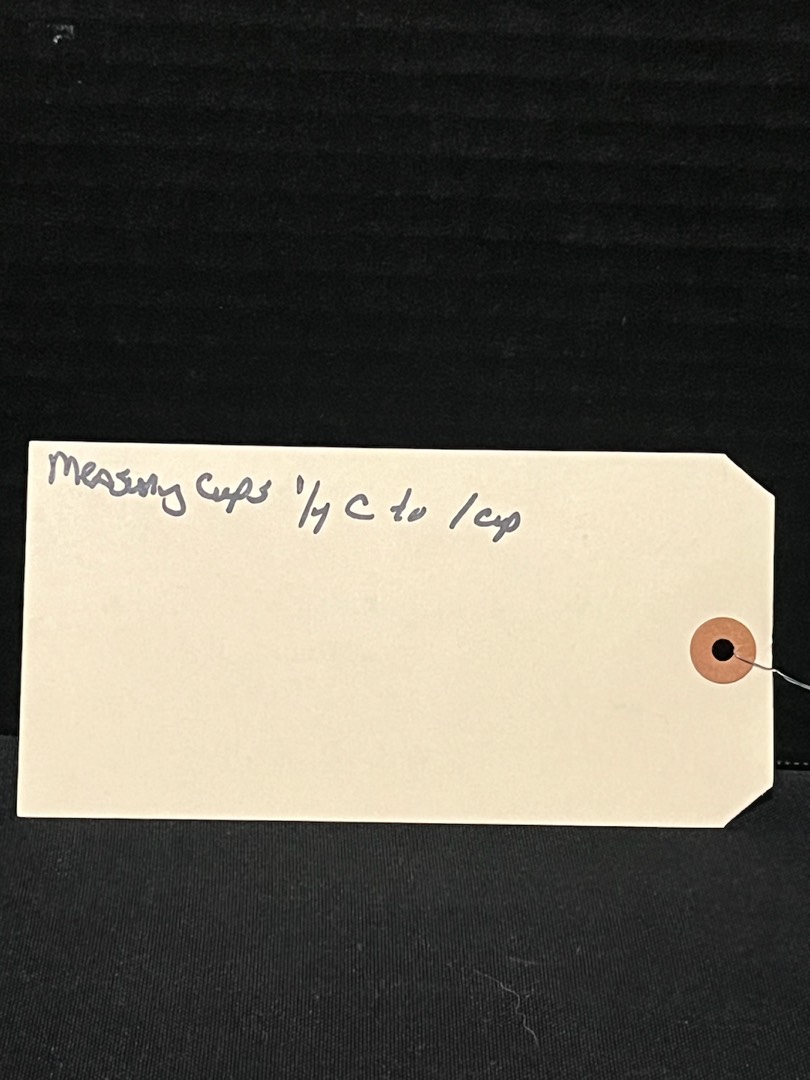 Measuring Cups 1/4 C to 1 cup